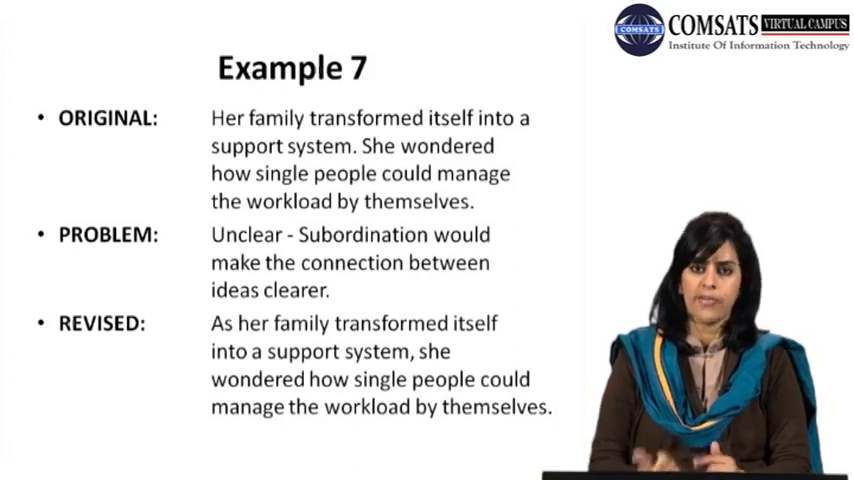 COMSATS VIRTUAL CAMPUS
Institute Of Information Technology
COMSATS
Example 7
• ORIGINAL: Her family transformed itself into a
support system. She wondered
how single people could manage
the workload by themselves.
• PROBLEM: Unclear - Subordination would
make the connection between
ideas clearer.
• REVISED: As her family transformed itself
into a support system, she
wondered how single people could
manage the workload by themselves.